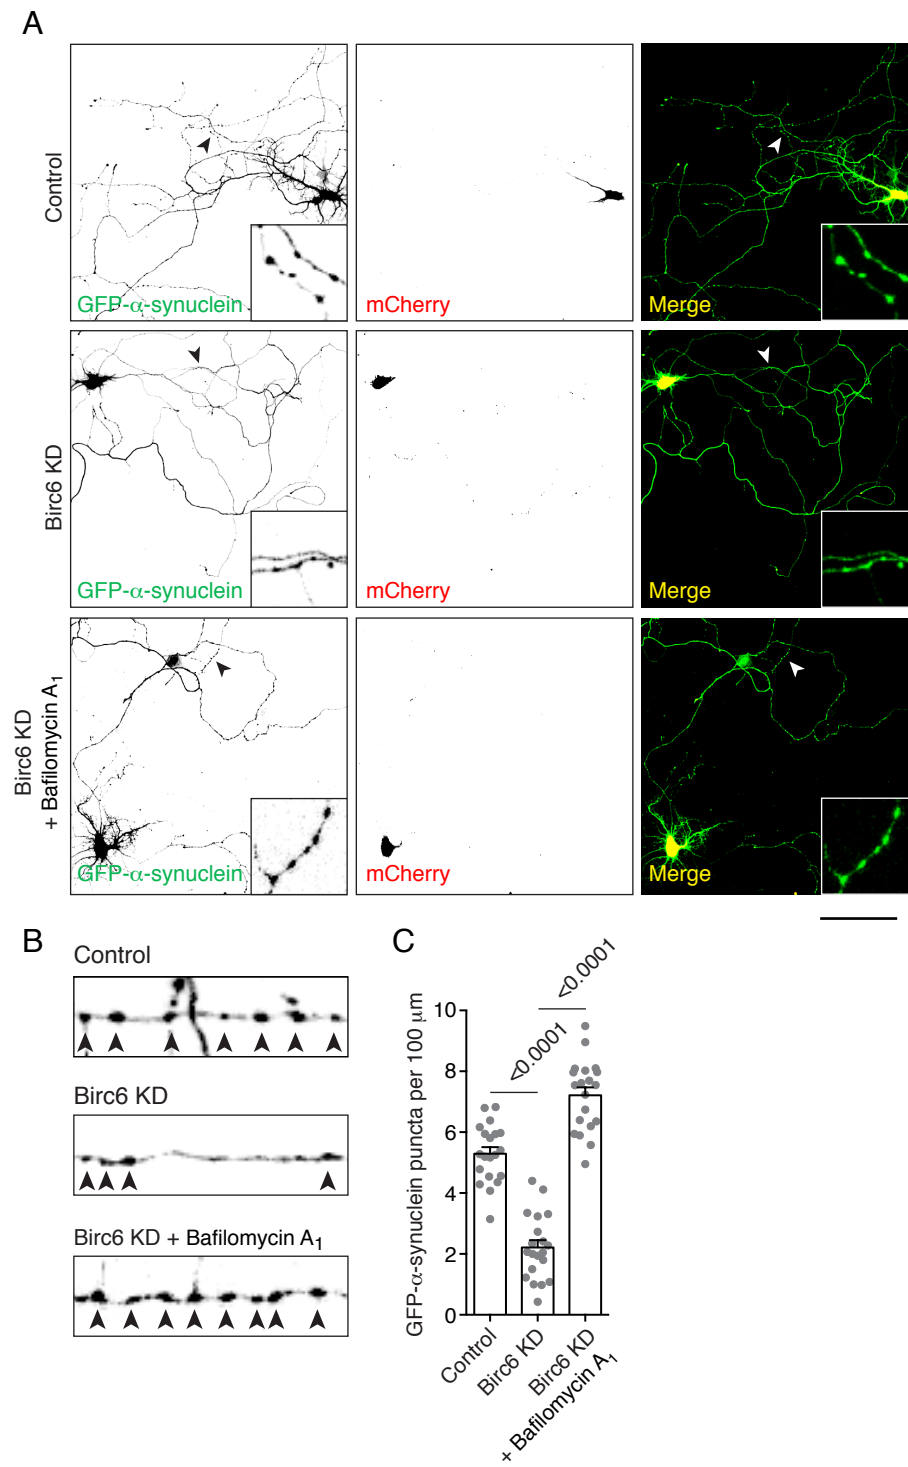 A
Control
GFP-α-synuclein
mCherry
Merge
Birc6 KD
GFP-α-synuclein
mCherry
Merge
Birc6 KD
+ Bafilomycin A1
GFP-α-synuclein
mCherry
Merge
B
Control
Birc6 KD
Birc6 KD + Bafilomycin A1
C
<0.0001
<0.0001
GFP-α-synuclein puncta per 100 μm
10
8
6
4
2
0
Control
Birc6 KD
Birc6 KD
+ Bafilomycin A1